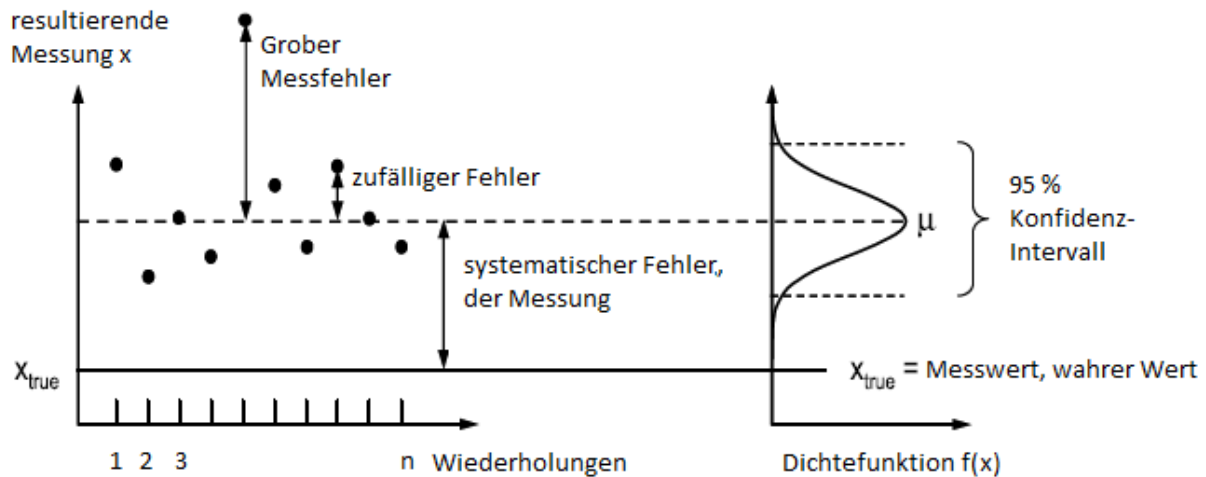 resultierende
Messung x
Grober
Messfehler
zufälliger Fehler
systematischer Fehler,
der Messung
μ
95 %
Konfidenz-
Intervall
x_true
x_true = Messwert, wahrer Wert
1 2 3 n Wiederholungen
Dichtefunktion f(x)